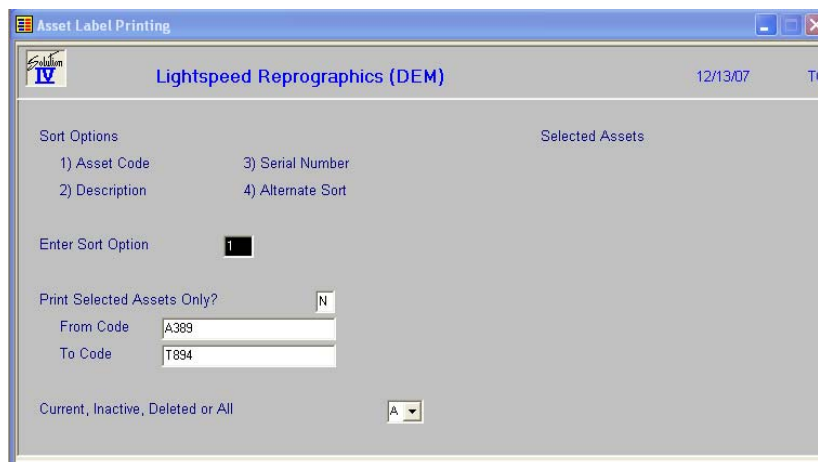 Asset Label Printing
Solution
IV
Lightspeed Reprographics (DEM) 12/13/07
Sort Options Selected Assets
1) Asset Code 3) Serial Number
2) Description 4) Alternate Sort
Enter Sort Option 1
Print Selected Assets Only? N
From Code A389
To Code T894
Current, Inactive, Deleted or All A